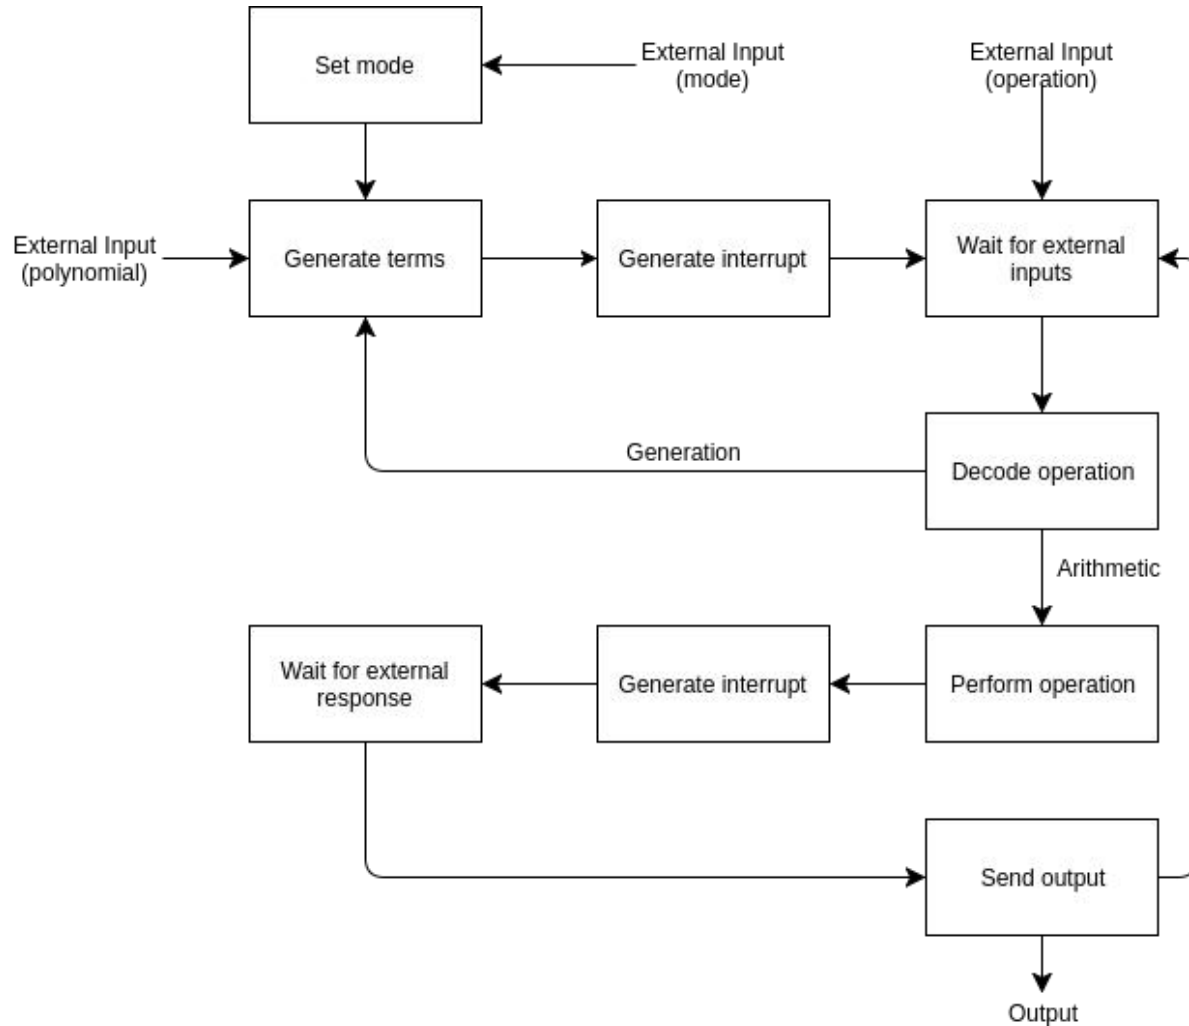 Set mode
External Input
(mode)
External Input
(operation)
External Input
(polynomial)
Generate terms
Generate interrupt
Wait for external
inputs
Generation
Decode operation
Arithmetic
Wait for external
response
Generate interrupt
Perform operation
Send output
Output